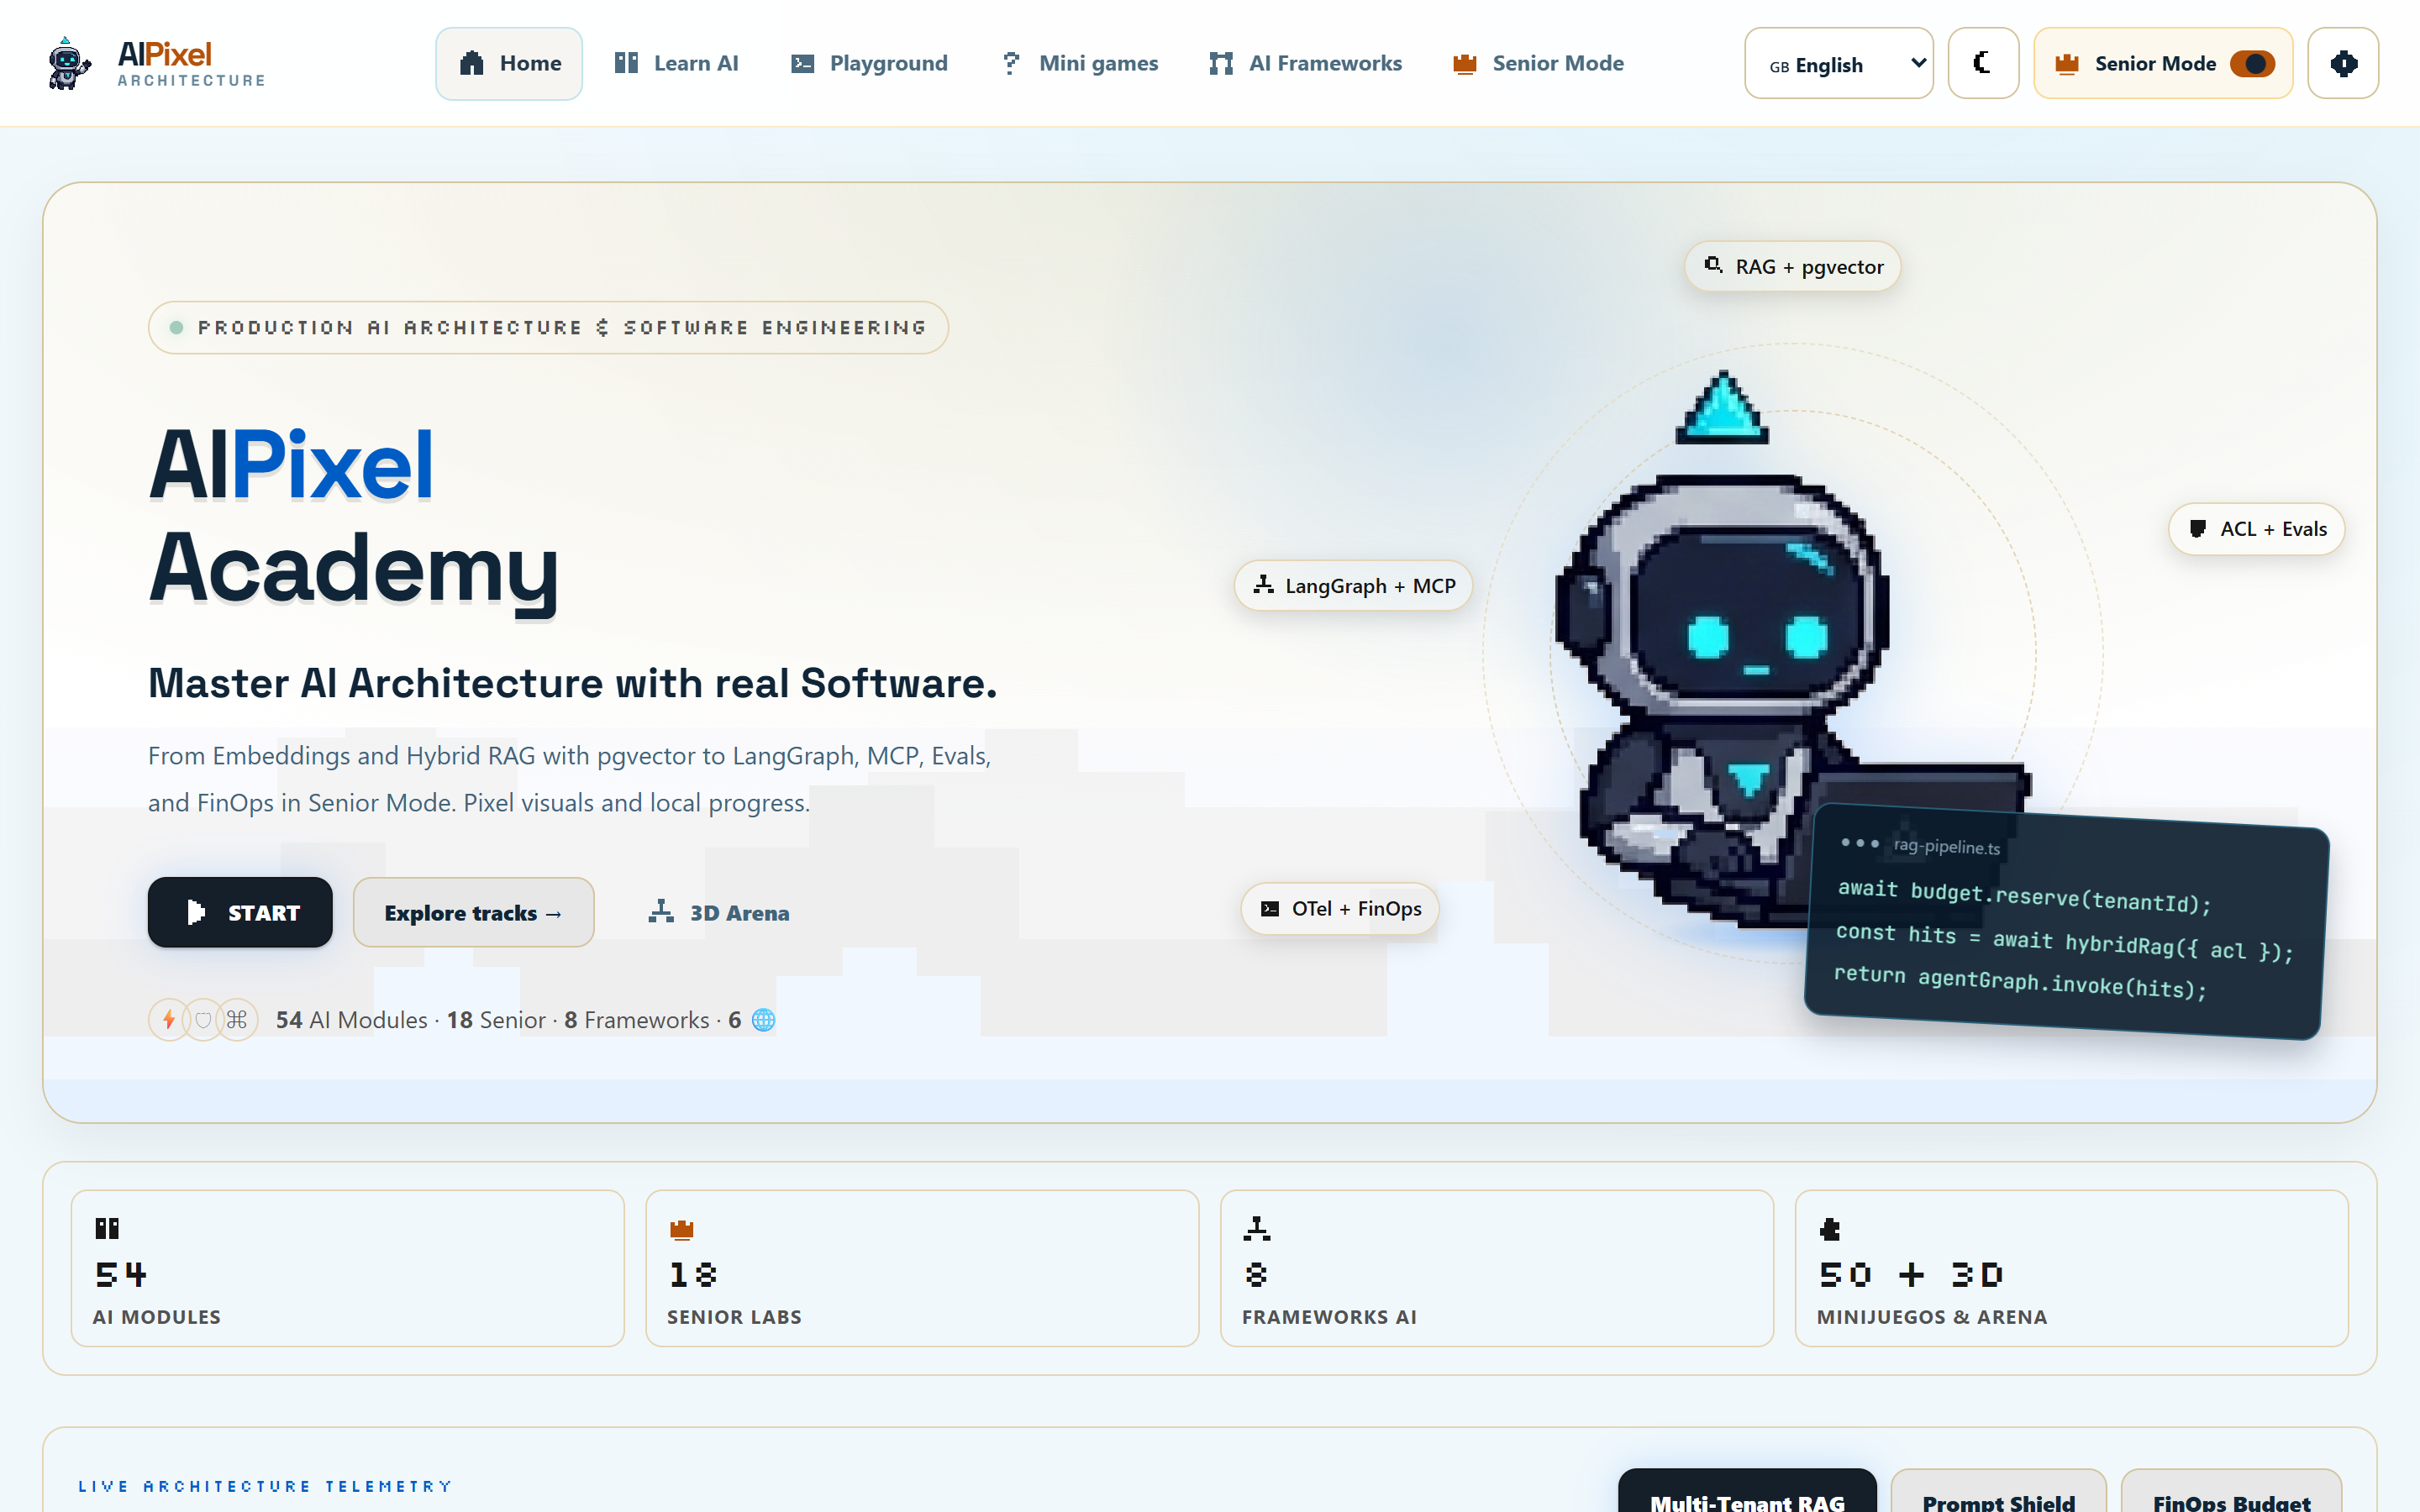 AIPixel
ARCHITECTURE
Home
Learn AI
Playground
Mini games
AI Frameworks
Senior Mode
GB English
Senior Mode
PRODUCTION AI ARCHITECTURE & SOFTWARE ENGINEERING
AIPixel
Academy
Master AI Architecture with real Software.
From Embeddings and Hybrid RAG with pgvector to LangGraph, MCP, Evals,
and FinOps in Senior Mode. Pixel visuals and local progress.
START
Explore tracks →
3D Arena
54 AI Modules · 18 Senior · 8 Frameworks · 6 🌐
RAG + pgvector
ACL + Evals
LangGraph + MCP
OTel + FinOps
rag-pipeline.ts
await budget.reserve(tenantId);
const hits = await hybridRag({ acl });
return agentGraph.invoke(hits);
54
AI MODULES
18
SENIOR LABS
8
FRAMEWORKS AI
50 + 3D
MINIJUEGOS & ARENA
LIVE ARCHITECTURE TELEMETRY
Multi-Tenant RAG
Prompt Shield
FinOps Budget